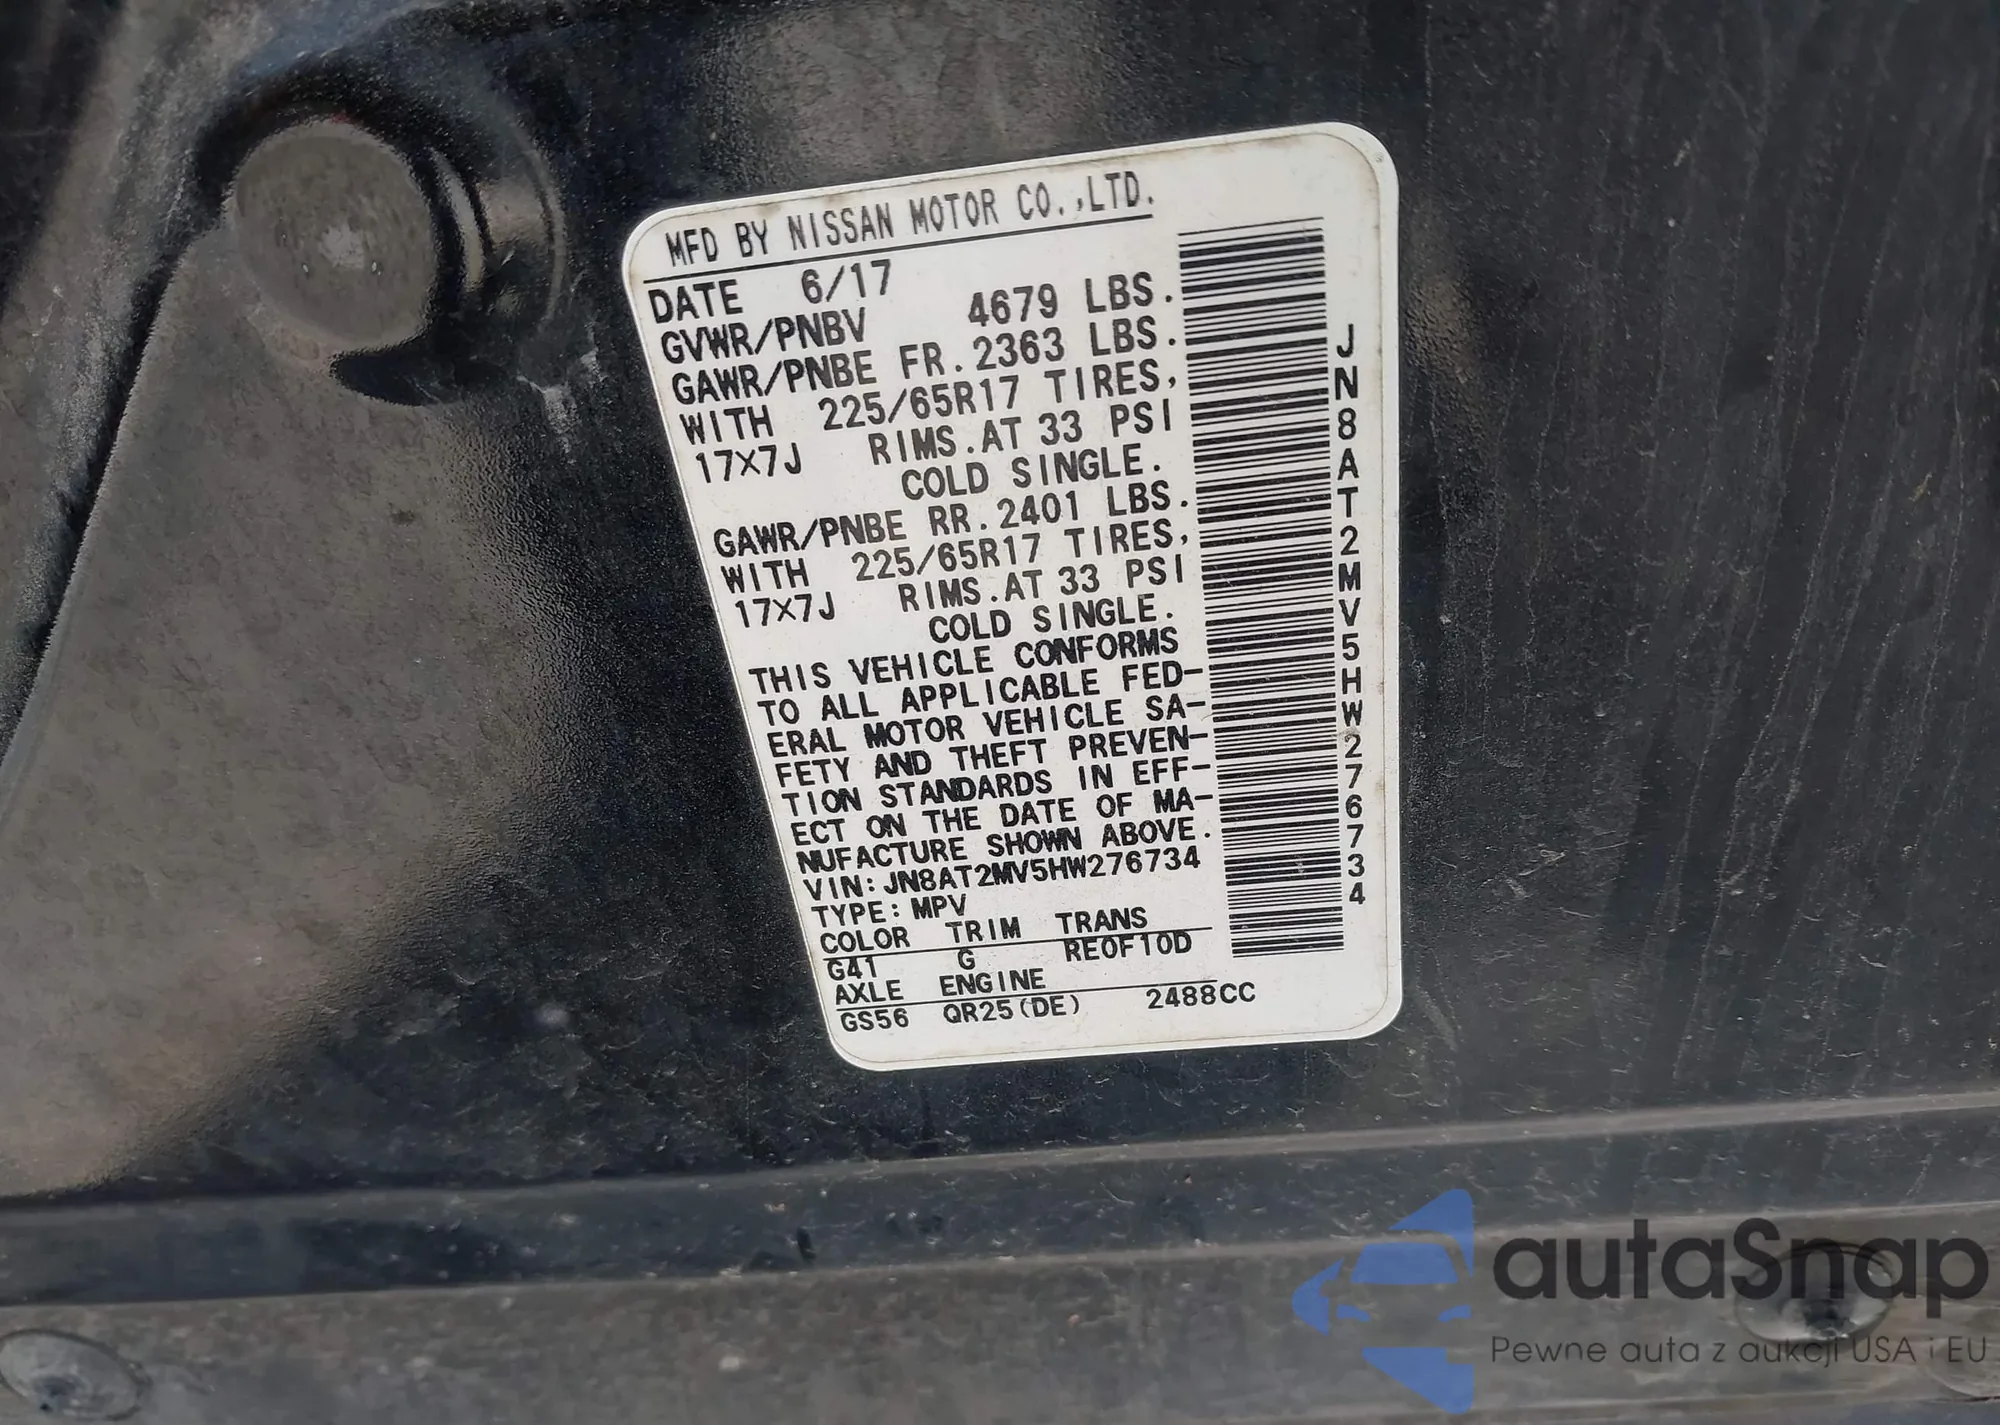 MFD BY NISSAN MOTOR CO.,LTD.
DATE 6/17
GVWR/PNBV 4679 LBS.
GAWR/PNBE FR. 2363 LBS.
WITH 225/65R17 TIRES,
17X7J RIMS.AT 33 PSI
COLD SINGLE.
GAWR/PNBE RR. 2401 LBS.
WITH 225/65R17 TIRES,
17X7J RIMS.AT 33 PSI
COLD SINGLE.
THIS VEHICLE CONFORMS
TO ALL APPLICABLE FED-
ERAL MOTOR VEHICLE SA-
FETY AND THEFT PREVEN-
TION STANDARDS IN EFF-
ECT ON THE DATE OF MA-
NUFACTURE SHOWN ABOVE.
VIN: JN8AT2MV5HW276734
TYPE: MPV
COLOR TRIM TRANS
G41 G RE0F10D
AXLE ENGINE
GS56 QR25(DE) 2488CC
JN8AT2MV5HW276734
autaSnap
Pewne auta z aukcji USA i EU